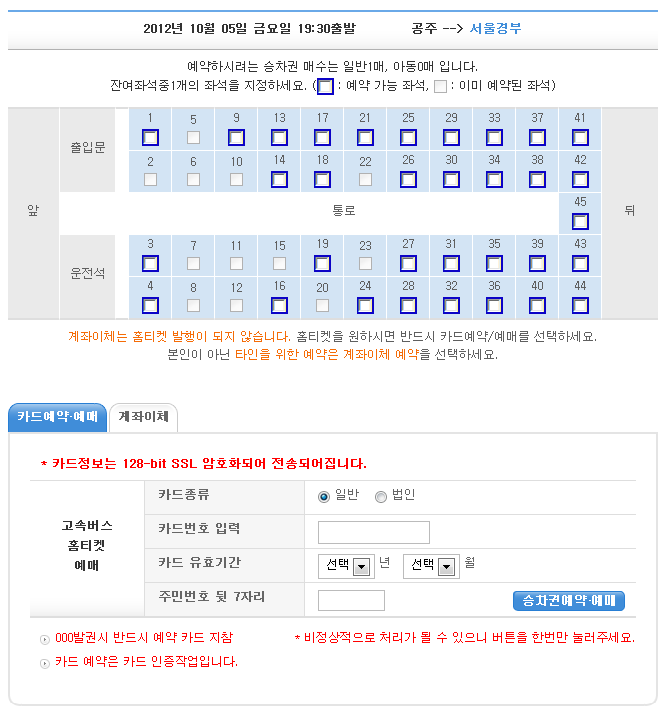 2012년 10월 05일 금요일 19:30출발 공주 --> 서울경부
예약하시려는 승차권 매수는 일반1매, 아동0매 입니다.
잔여좌석중1개의 좌석을 지정하세요. ( : 예약 가능 좌석, : 이미 예약된 좌석)
1 5 9 13 17 21 25 29 33 37 41
출입문
2 6 10 14 18 22 26 30 34 38 42
앞 통로 45 뒤
3 7 11 15 19 23 27 31 35 39 43
운전석
4 8 12 16 20 24 28 32 36 40 44
계좌이체는 홈티켓 발행이 되지 않습니다. 홈티켓을 원하시면 반드시 카드예약/예매를 선택하세요.
본인이 아닌 타인을 위한 예약은 계좌이체 예약을 선택하세요.
카드예약·예매 계좌이체
* 카드정보는 128-bit SSL 암호화되어 전송되어집니다.
고속버스
홈티켓
예매
카드종류 일반 법인
카드번호 입력
카드 유효기간 선택 년 선택 월
주민번호 뒷 7자리 승차권예약·예매
000발권시 반드시 예약 카드 지참 * 비정상적으로 처리가 될 수 있으니 버튼을 한번만 눌러주세요.
카드 예약은 카드 인증작업입니다.